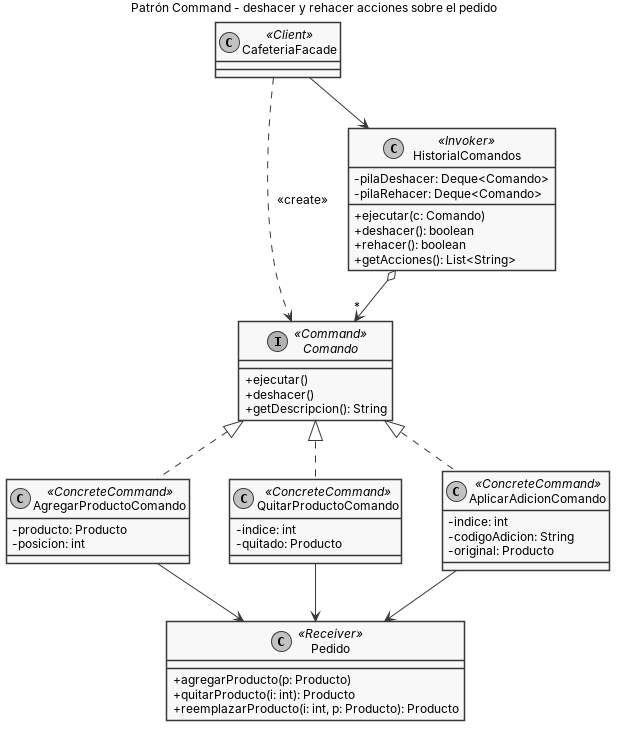 Patrón Command - deshacer y rehacer acciones sobre el pedido
C
«Client»
CafeteriaFacade
C
«Invoker»
HistorialComandos
-pilaDeshacer: Deque<Comando>
-pilaRehacer: Deque<Comando>
+ejecutar(c: Comando)
+deshacer(): boolean
+rehacer(): boolean
+getAcciones(): List<String>
«create»
*
I
«Command»
Comando
+ejecutar()
+deshacer()
+getDescripcion(): String
C
«ConcreteCommand»
AgregarProductoComando
-producto: Producto
-posicion: int
C
«ConcreteCommand»
QuitarProductoComando
-indice: int
-quitado: Producto
C
«ConcreteCommand»
AplicarAdicionComando
-indice: int
-codigoAdicion: String
-original: Producto
C
«Receiver»
Pedido
+agregarProducto(p: Producto)
+quitarProducto(i: int): Producto
+reemplazarProducto(i: int, p: Producto): Producto